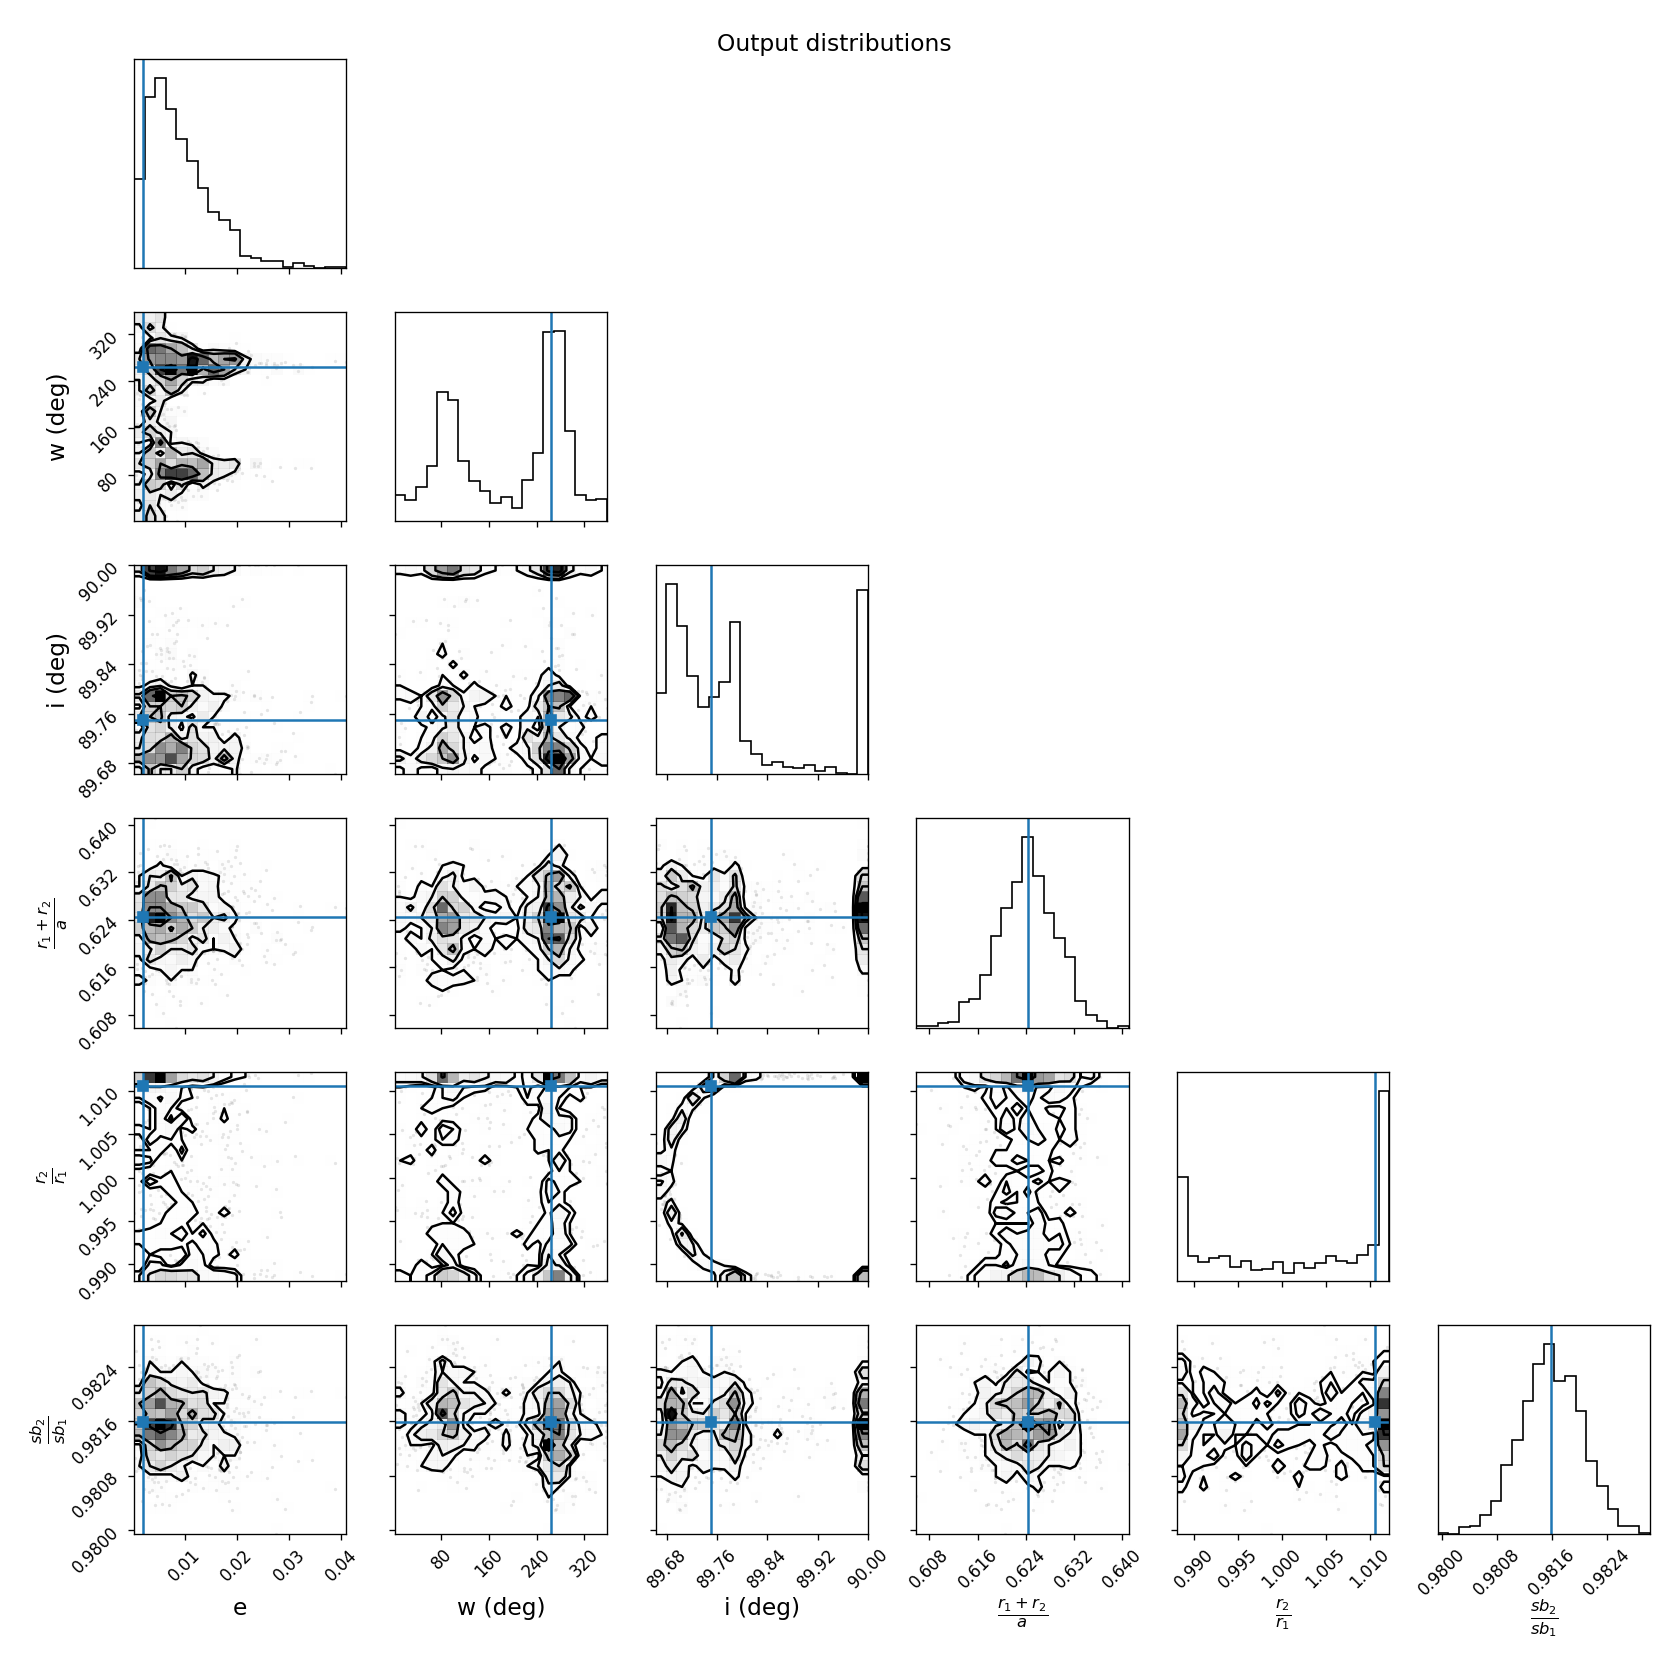 Output distributions
w (deg)
320
240
160
80
i (deg)
90.00
89.92
89.84
89.76
89.68
r1 + r2
a
0.640
0.632
0.624
0.616
0.608
r2
r1
1.010
1.005
1.000
0.995
0.990
sb2
sb1
0.9824
0.9816
0.9808
0.9800
0.01 0.02 0.03 0.04
80 160 240 320
89.68 89.76 89.84 89.92 90.00
0.608 0.616 0.624 0.632 0.640
0.990 0.995 1.000 1.005 1.010
0.9800 0.9808 0.9816 0.9824
e
w (deg)
i (deg)
r1 + r2
a
r2
r1
sb2
sb1